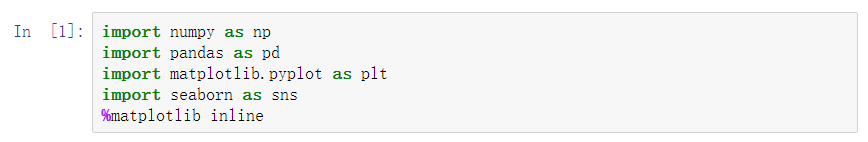 In [1]: import numpy as np
import pandas as pd
import matplotlib.pyplot as plt
import seaborn as sns
%matplotlib inline